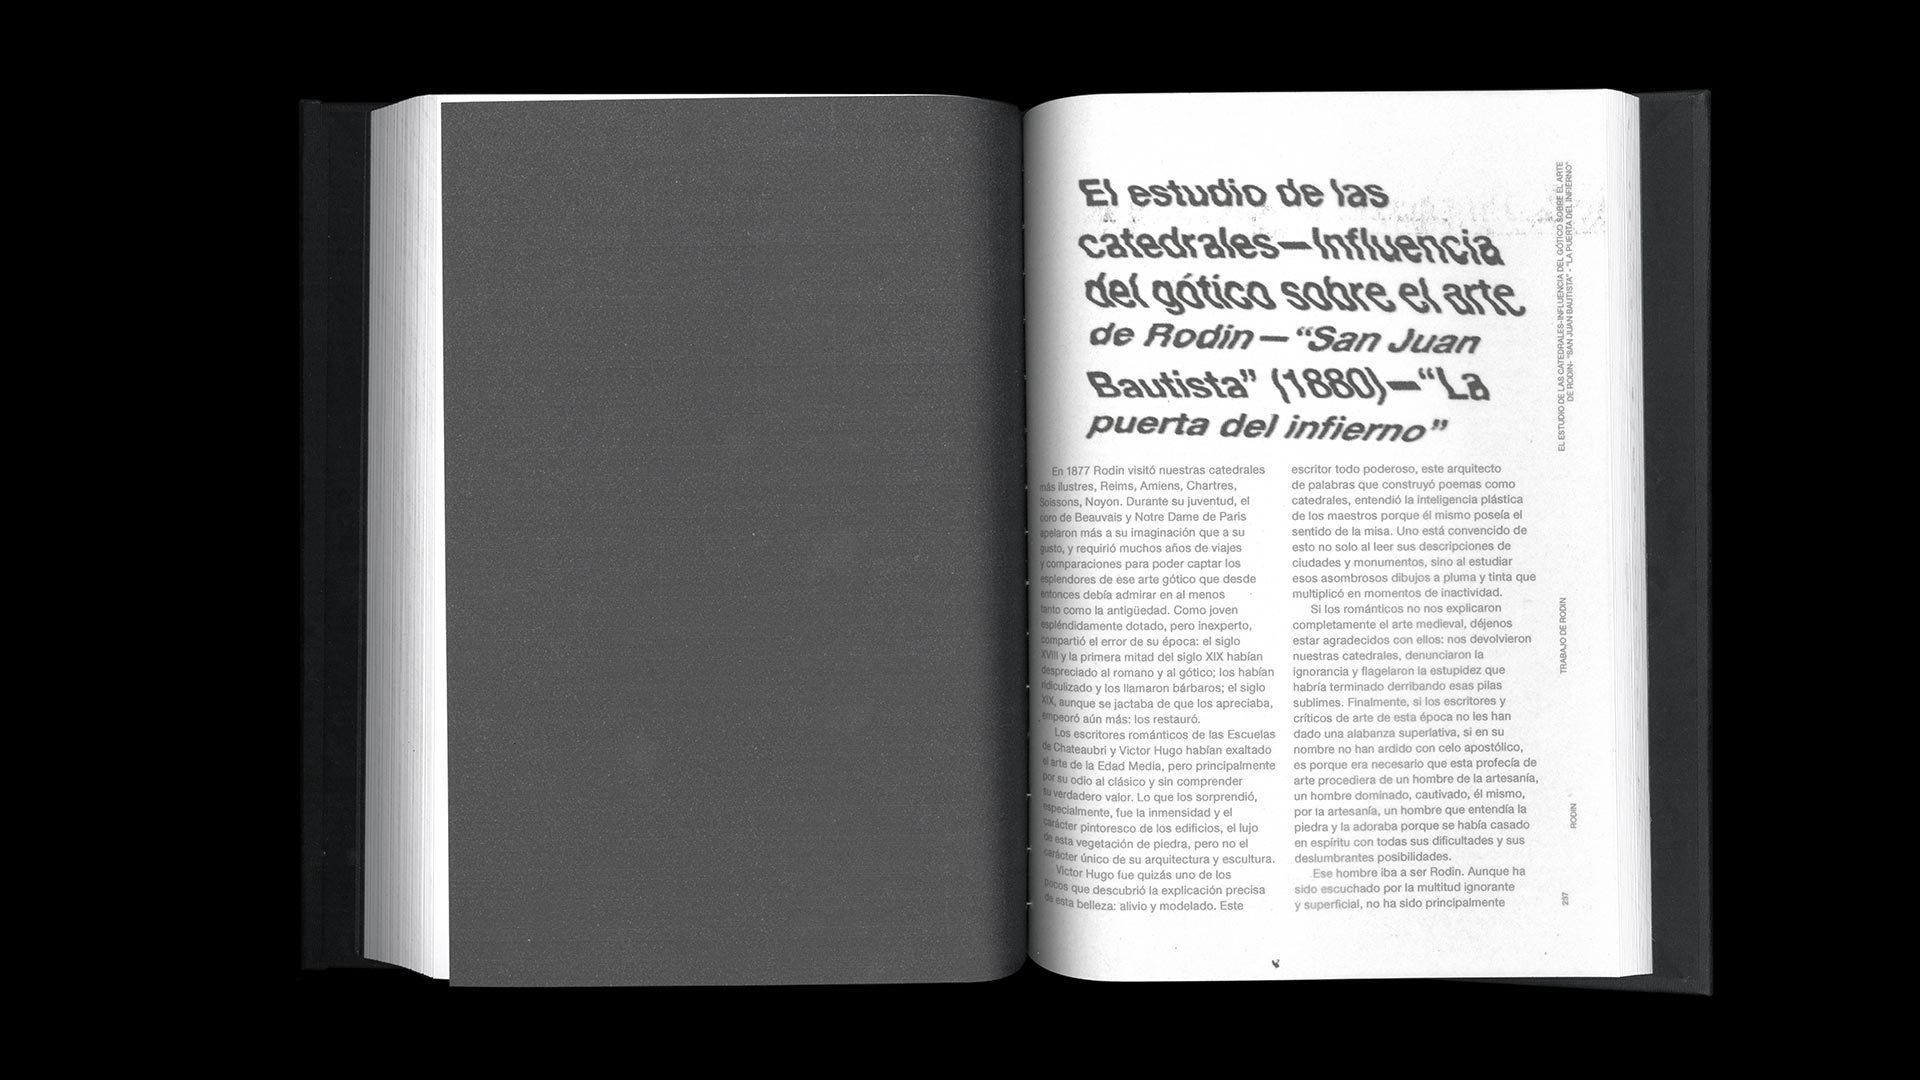 El estudio de las
catedrales—Influencia
del gótico sobre el arte
de Rodin—“San Juan
Bautista” (1880)—“La
puerta del infierno”
En 1877 Rodin visitó nuestras catedrales
más ilustres, Reims, Amiens, Chartres,
Soissons, Noyon. Durante su juventud, el
coro de Beauvais y Notre Dame de Paris
apelaron más a su imaginación que a su
gusto, y requirió muchos años de viajes
y comparaciones para poder captar los
esplendores de ese arte gótico que desde
entonces debía admirar en al menos
tanto como la antigüedad. Como joven
espléndidamente dotado, pero inexperto,
compartió el error de su época: el siglo
XVIII y la primera mitad del siglo XIX habían
despreciado al romano y al gótico; los habían
ridiculizado y los llamaron bárbaros; el siglo
XIX, aunque se jactaba de que los apreciaba,
empeoró aún más: los restauró.
Los escritores románticos de las Escuelas
de Chateaubri y Victor Hugo habían exaltado
el arte de la Edad Media, pero principalmente
por su odio al clásico y sin comprender
su verdadero valor. Lo que los sorprendió,
especialmente, fue la inmensidad y el
carácter pintoresco de los edificios, el lujo
de esta vegetación de piedra, pero no el
carácter único de su arquitectura y escultura.
Victor Hugo fue quizás uno de los
pocos que descubrió la explicación precisa
de esta belleza: alivio y modelado. Este
escritor todo poderoso, este arquitecto
de palabras que construyó poemas como
catedrales, entendió la inteligencia plástica
de los maestros porque él mismo poseía el
sentido de la misa. Uno está convencido de
esto no solo al leer sus descripciones de
ciudades y monumentos, sino al estudiar
esos asombrosos dibujos a pluma y tinta que
multiplicó en momentos de inactividad.
Si los románticos no nos explicaron
completamente el arte medieval, déjenos
estar agradecidos con ellos: nos devolvieron
nuestras catedrales, denunciaron la
ignorancia y flagelaron la estupidez que
habría terminado derribando esas pilas
sublimes. Finalmente, si los escritores y
críticos de arte de esta época no les han
dado una alabanza superlativa, si en su
nombre no han ardido con celo apostólico,
es porque era necesario que esta profecía de
arte procediera de un hombre de la artesanía,
un hombre dominado, cautivado, él mismo,
por la artesanía, un hombre que entendía la
piedra y la adoraba porque se había casado
en espíritu con todas sus dificultades y sus
deslumbrantes posibilidades.
Ese hombre iba a ser Rodin. Aunque ha
sido escuchado por la multitud ignorante
y superficial, no ha sido principalmente
EL ESTUDIO DE LAS CATEDRALES-INFLUENCIA DEL GÓTICO SOBRE EL ARTE
DE RODIN- "SAN JUAN BAUTISTA" - "LA PUERTA DEL INFIERNO"
TRABAJO DE RODIN
RODIN
237